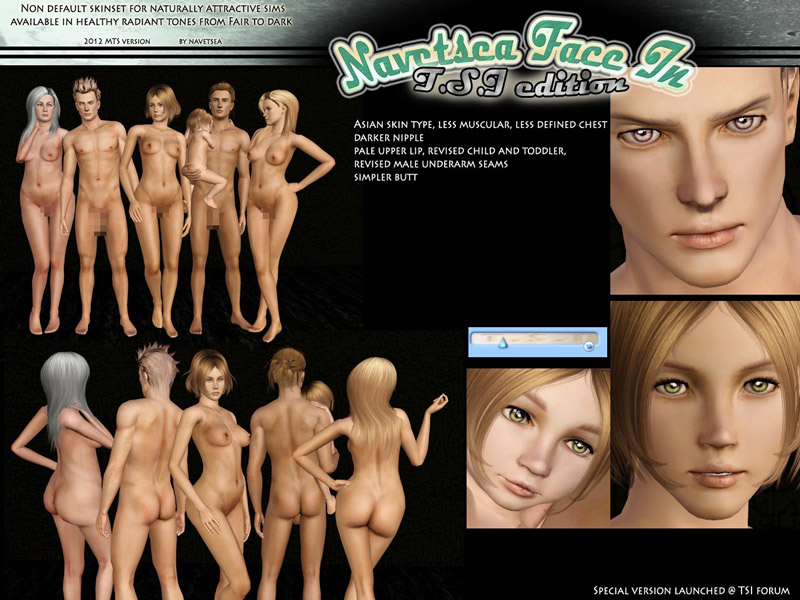 Non default skinset for naturally attractive sims
available in healthy radiant tones from Fair to dark
2012 MTS version by navetsea
Navetsea Face In
T.S.I edition
Asian skin type, less muscular, less defined chest
darker nipple
pale upper lip, revised child and toddler,
revised male underarm seams
simpler butt
Special version launched @ TSI forum